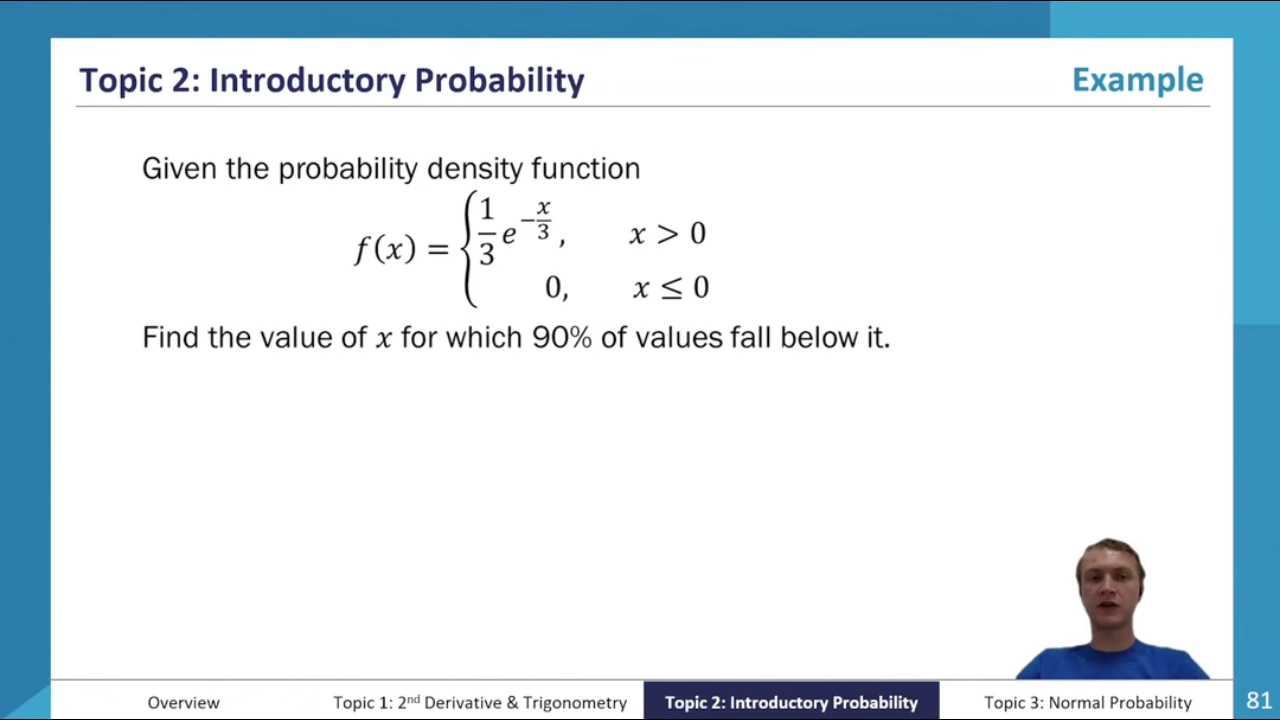 Topic 2: Introductory Probability
Example
Given the probability density function
f(x) = { 1/3 e^(-x/3), x > 0
0, x ≤ 0
Find the value of x for which 90% of values fall below it.
Overview
Topic 1: 2nd Derivative & Trigonometry
Topic 2: Introductory Probability
Topic 3: Normal Probability
81